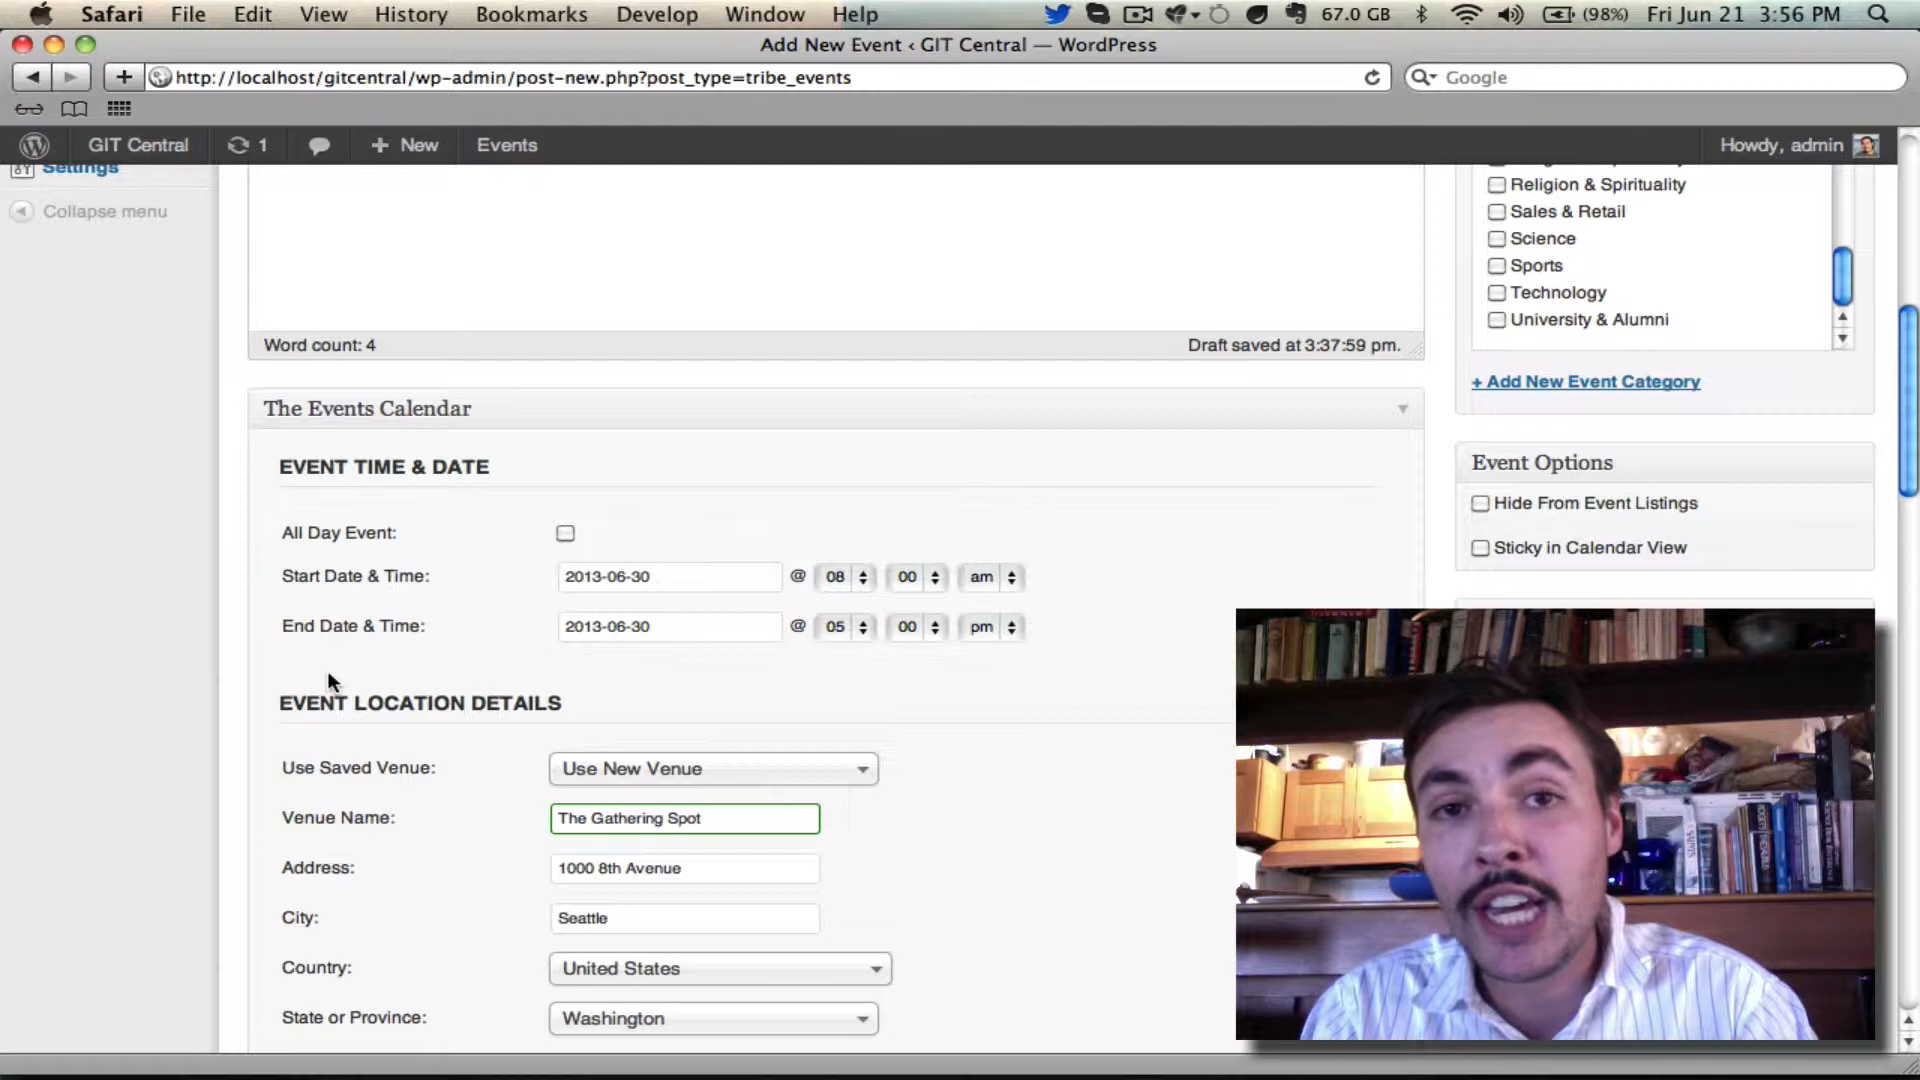 Safari File Edit View History Bookmarks Develop Window Help 67.0 GB (98%) Fri Jun 21 3:56 PM
Add New Event ‹ GIT Central — WordPress
http://localhost/gitcentral/wp-admin/post-new.php?post_type=tribe_events
Google
GIT Central 1 + New Events Howdy, admin
Settings
Collapse menu
Religion & Spirituality
Sales & Retail
Science
Sports
Technology
University & Alumni
Word count: 4 Draft saved at 3:37:59 pm.
+ Add New Event Category
The Events Calendar
Event Options
EVENT TIME & DATE
Hide From Event Listings
All Day Event:
Sticky in Calendar View
Start Date & Time: 2013-06-30 @ 08 00 am
End Date & Time: 2013-06-30 @ 05 00 pm
EVENT LOCATION DETAILS
Use Saved Venue: Use New Venue
Venue Name: The Gathering Spot
Address: 1000 8th Avenue
City: Seattle
Country: United States
State or Province: Washington